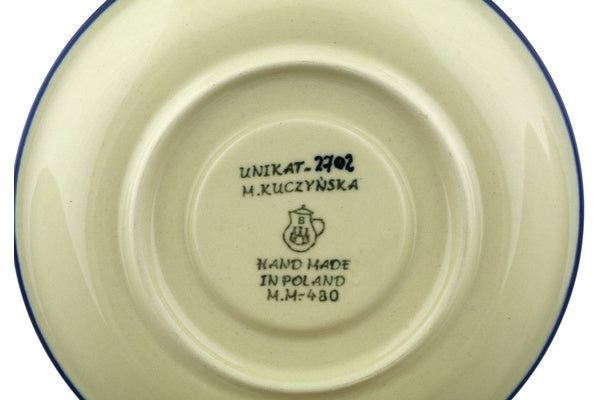 UNIKAT-2702
M.KUCZYŃSKA
B
HAND MADE
IN POLAND
M.M-480